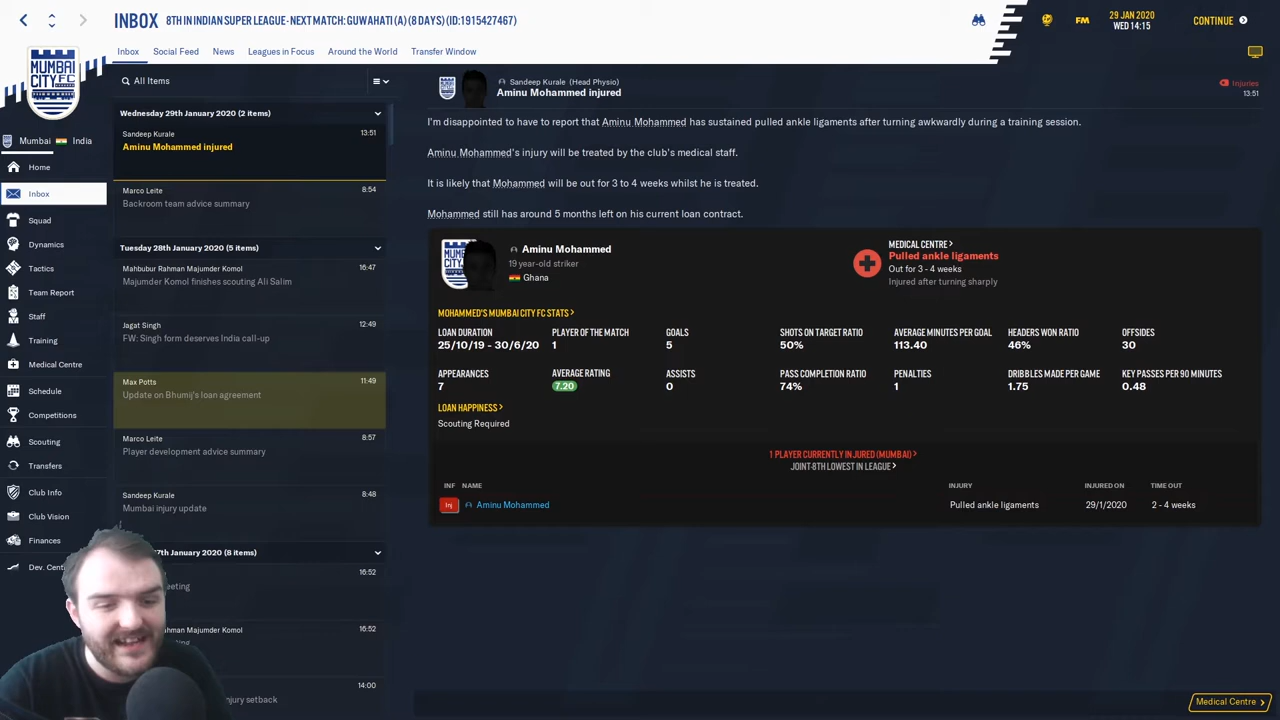 INBOX
8TH IN INDIAN SUPER LEAGUE - NEXT MATCH: GUWAHATI (A) (8 DAYS) (ID:1915427467)
FM
29 JAN 2020
WED 14:15
CONTINUE
Inbox
Social Feed
News
Leagues in Focus
Around the World
Transfer Window
MUMBAI
CITY FC
Mumbai
India
Home
Inbox
Squad
Dynamics
Tactics
Team Report
Staff
Training
Medical Centre
Schedule
Competitions
Scouting
Transfers
Club Info
Club Vision
Finances
Dev. Cent
All Items
Wednesday 29th January 2020 (2 items)
Sandeep Kurale 13:51
Aminu Mohammed injured
Marco Leite 8:54
Backroom team advice summary
Tuesday 28th January 2020 (5 items)
Mahbubur Rahman Majumder Komol 16:47
Majumder Komol finishes scouting Ali Salim
Jagat Singh 12:49
FW: Singh form deserves India call-up
Max Potts 11:49
Update on Bhumij's loan agreement
Marco Leite 8:57
Player development advice summary
Sandeep Kurale 8:48
Mumbai injury update
7th January 2020 (8 items)
16:52
eeting
hman Majumder Komol 16:52
14:00
njury setback
Sandeep Kurale (Head Physio)
Aminu Mohammed injured
Injuries
13:51
I'm disappointed to have to report that Aminu Mohammed has sustained pulled ankle ligaments after turning awkwardly during a training session.
Aminu Mohammed's injury will be treated by the club's medical staff.
It is likely that Mohammed will be out for 3 to 4 weeks whilst he is treated.
Mohammed still has around 5 months left on his current loan contract.
Aminu Mohammed
19 year-old striker
Ghana
MEDICAL CENTRE >
Pulled ankle ligaments
Out for 3 - 4 weeks
Injured after turning sharply
MOHAMMED'S MUMBAI CITY FC STATS >
LOAN DURATION PLAYER OF THE MATCH GOALS SHOTS ON TARGET RATIO AVERAGE MINUTES PER GOAL HEADERS WON RATIO OFFSIDES
25/10/19 - 30/6/20 1 5 50% 113.40 46% 30
APPEARANCES AVERAGE RATING ASSISTS PASS COMPLETION RATIO PENALTIES DRIBBLES MADE PER GAME KEY PASSES PER 90 MINUTES
7 7.20 0 74% 1 1.75 0.48
LOAN HAPPINESS >
Scouting Required
1 PLAYER CURRENTLY INJURED (MUMBAI) >
JOINT-8TH LOWEST IN LEAGUE >
INF NAME INJURY INJURED ON TIME OUT
Inj Aminu Mohammed Pulled ankle ligaments 29/1/2020 2 - 4 weeks
Medical Centre >